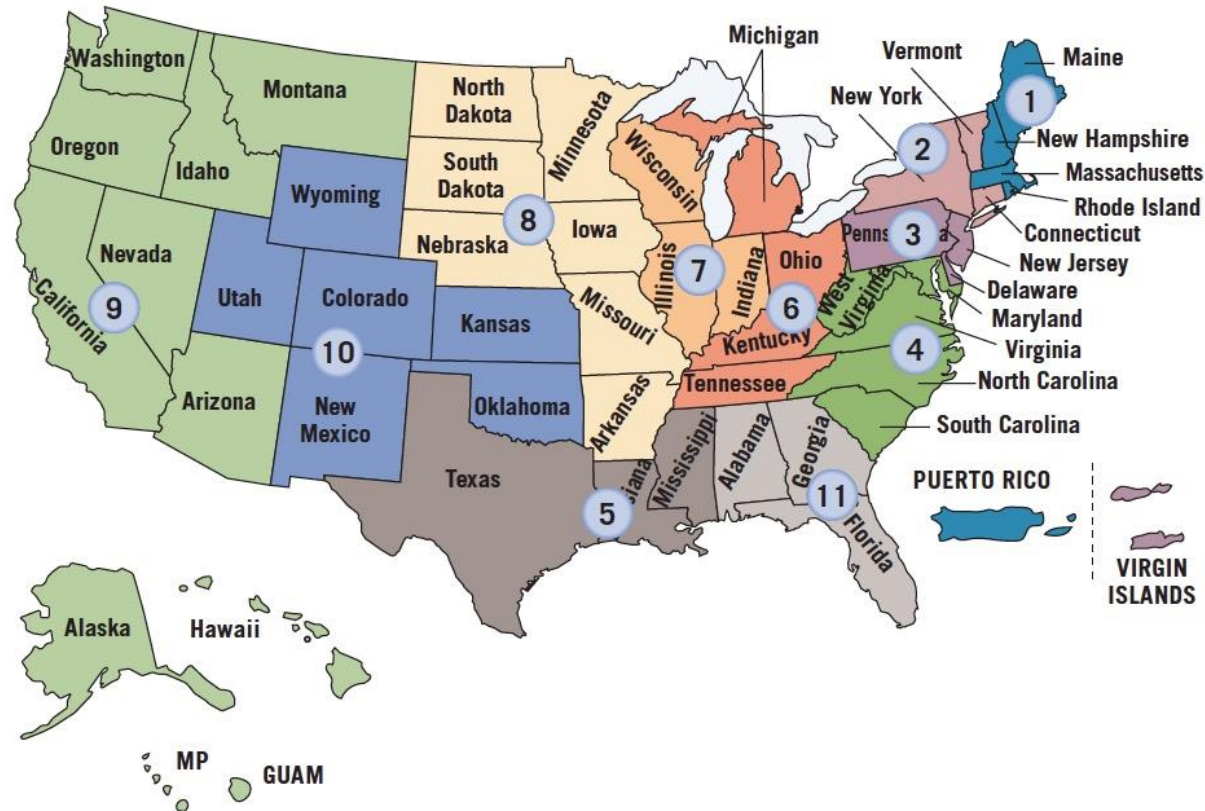 Washington
Montana
Oregon
Idaho
Wyoming
Nevada
California
9
Utah
Colorado
10
Arizona
New
Mexico
North
Dakota
Minnesota
South
Dakota
8
Nebraska
Iowa
Kansas
Missouri
Oklahoma
Arkansas
Texas
5
Mississippi
Michigan
Wisconsin
Illinois
7
Indiana
Ohio
6
Kentucky
Tennessee
Alabama
Georgia
11
Florida
West
Virginia
4
3
Vermont
New York
2
Maine
1
New Hampshire
Massachusetts
Rhode Island
Connecticut
New Jersey
Delaware
Maryland
Virginia
North Carolina
South Carolina
PUERTO RICO
VIRGIN
ISLANDS
Alaska
Hawaii
MP
GUAM